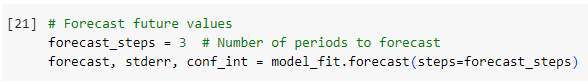 [21] # Forecast future values
forecast_steps = 3  # Number of periods to forecast
forecast, stderr, conf_int = model_fit.forecast(steps=forecast_steps)